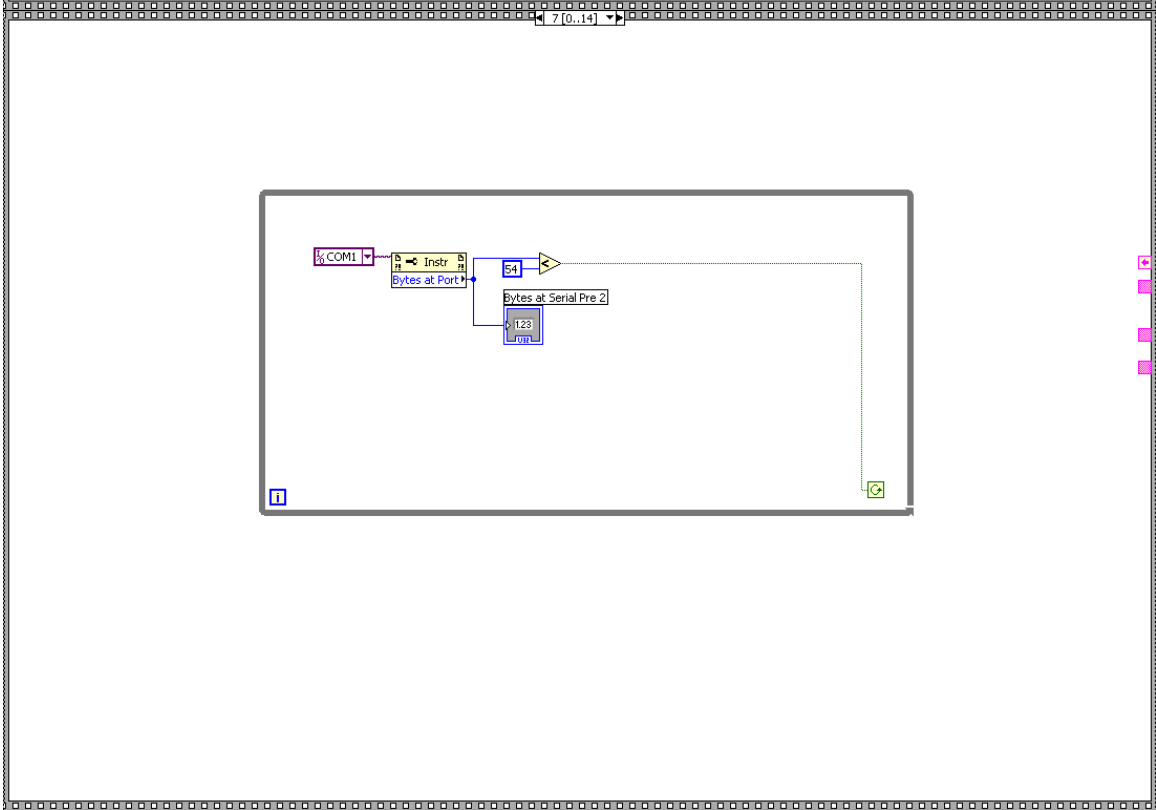 7 [0..14]
COM1
Instr
Bytes at Port
54
<
Bytes at Serial Pre 2
1.23
U32
i